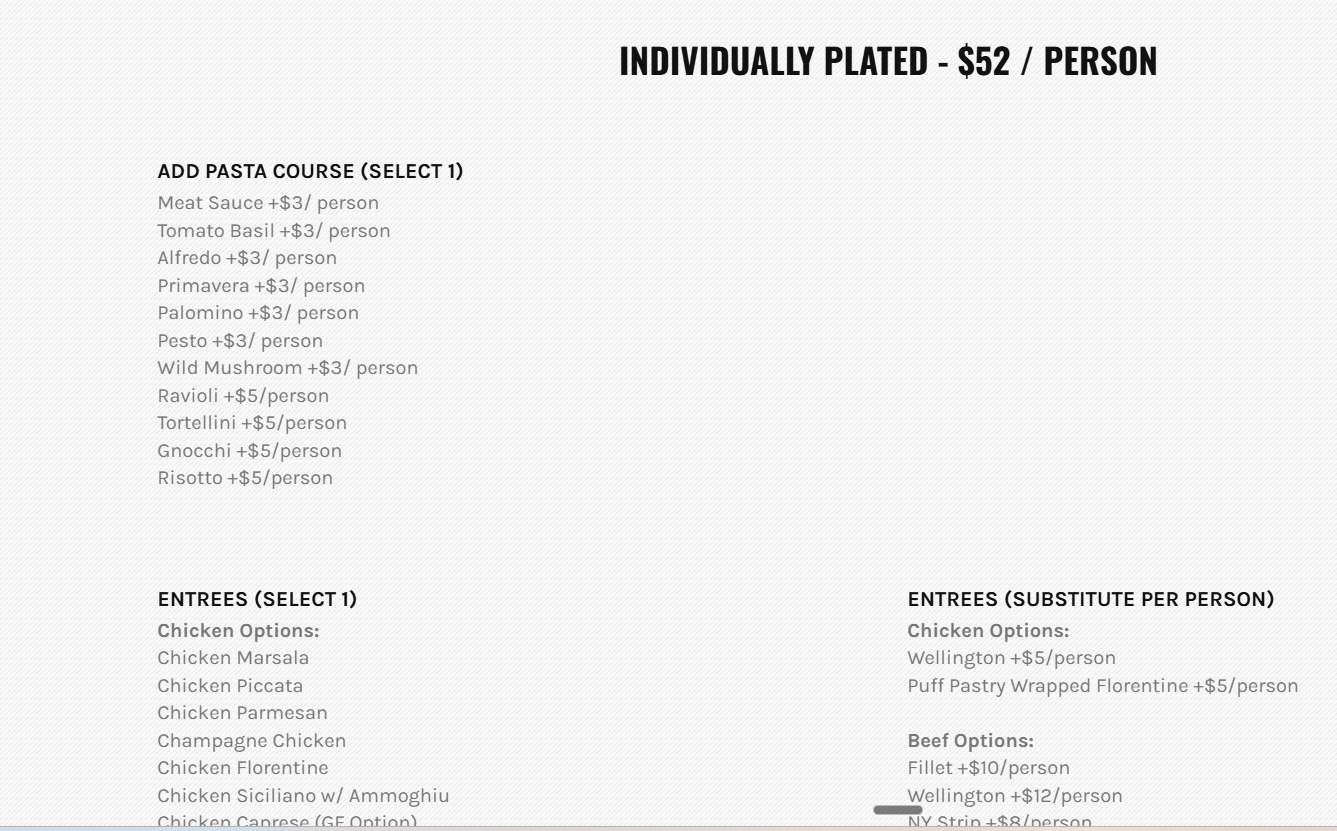 INDIVIDUALLY PLATED - $52 / PERSON
ADD PASTA COURSE (SELECT 1)
Meat Sauce +$3/ person
Tomato Basil +$3/ person
Alfredo +$3/ person
Primavera +$3/ person
Palomino +$3/ person
Pesto +$3/ person
Wild Mushroom +$3/ person
Ravioli +$5/person
Tortellini +$5/person
Gnocchi +$5/person
Risotto +$5/person
ENTREES (SELECT 1)
Chicken Options:
Chicken Marsala
Chicken Piccata
Chicken Parmesan
Champagne Chicken
Chicken Florentine
Chicken Siciliano w/ Ammoghiu
Chicken Caprese (GF Option)
ENTREES (SUBSTITUTE PER PERSON)
Chicken Options:
Wellington +$5/person
Puff Pastry Wrapped Florentine +$5/person
Beef Options:
Fillet +$10/person
Wellington +$12/person
NY Strip +$8/person